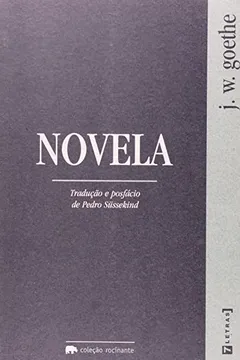 j. w. goethe
NOVELA
Tradução e posfácio
de Pedro Süssekind
coleção rocinante
7LETRAS